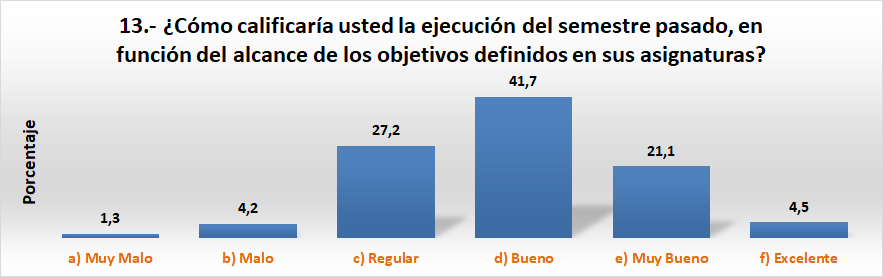 13.- ¿Cómo calificaría usted la ejecución del semestre pasado, en
función del alcance de los objetivos definidos en sus asignaturas?
Porcentaje
1,3
4,2
27,2
41,7
21,1
4,5
a) Muy Malo
b) Malo
c) Regular
d) Bueno
e) Muy Bueno
f) Excelente